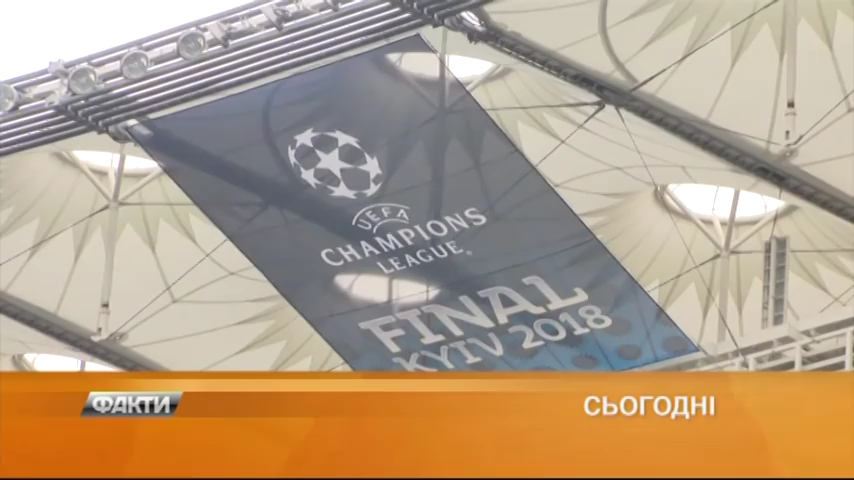 UEFA
CHAMPIONS
LEAGUE®
FINAL
KYIV 2018
ФАКТИ
СЬОГОДНІ